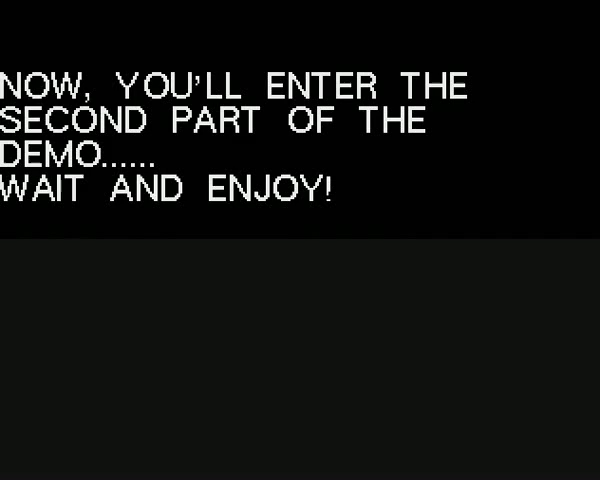 NOW, YOU'LL ENTER THE
SECOND PART OF THE
DEMO......
WAIT AND ENJOY!